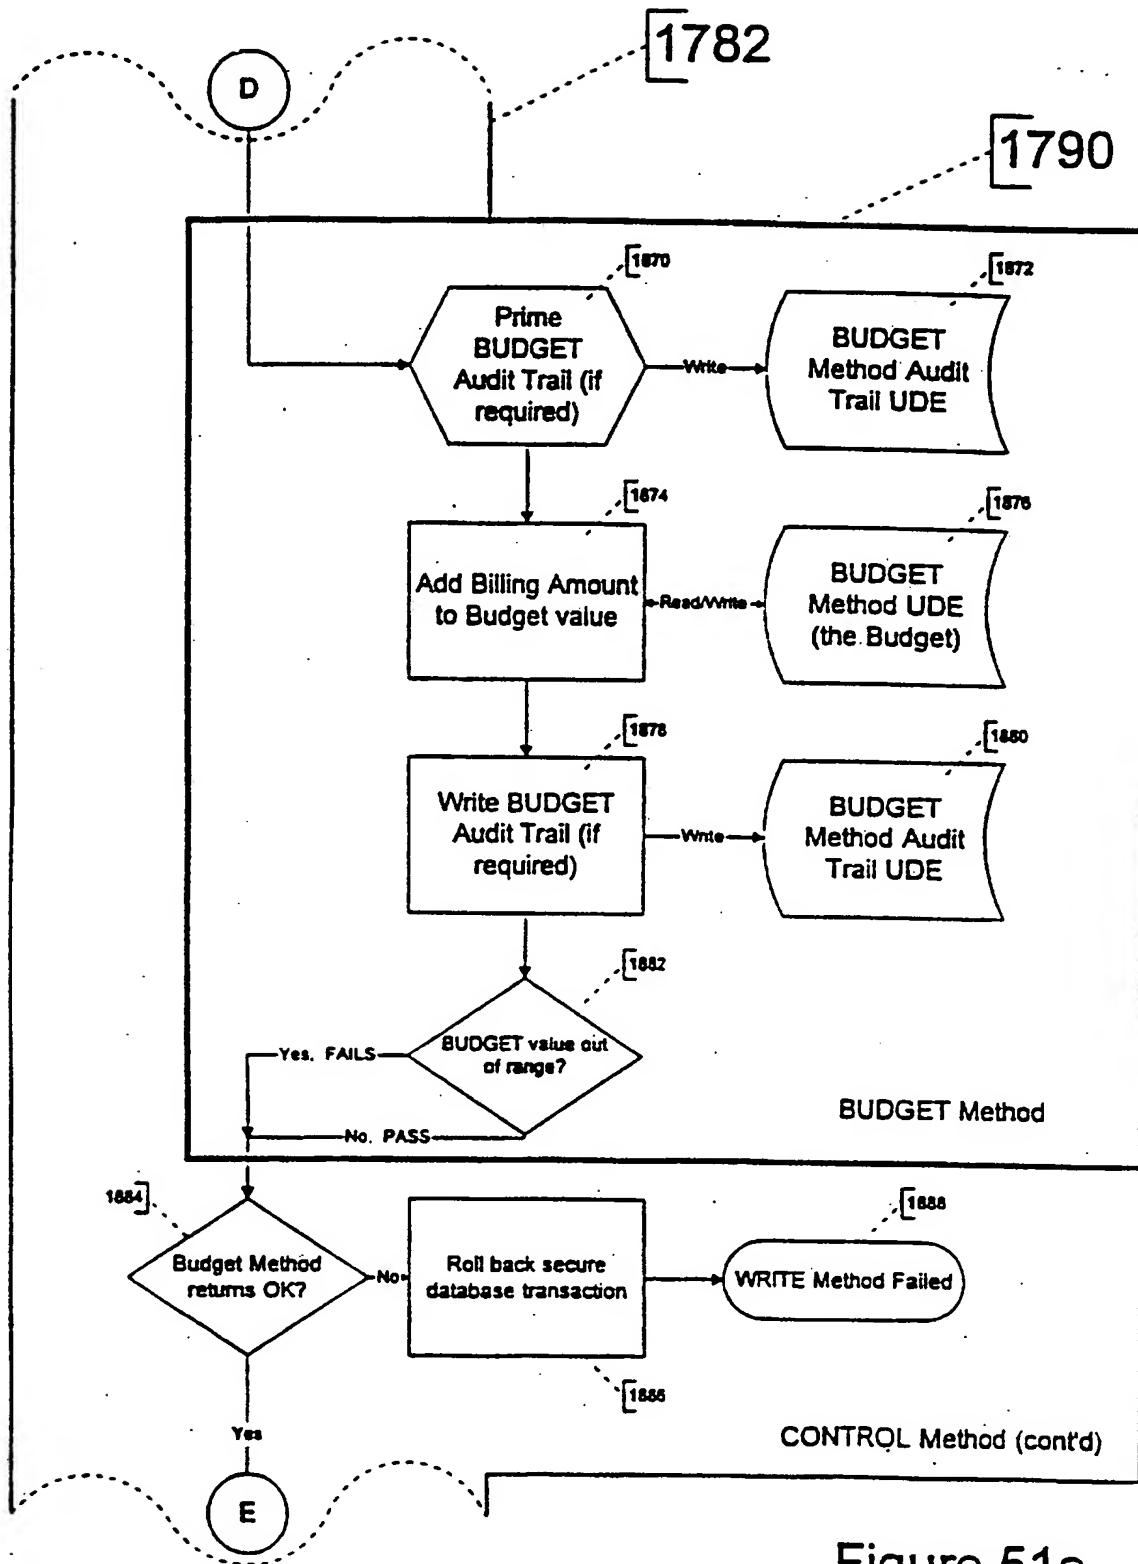 1782
D
1790
1870
Prime
BUDGET
Audit Trail (if
required)
Write
1872
BUDGET
Method Audit
Trail UDE
1874
Add Billing Amount
to Budget value
Read/Write
1876
BUDGET
Method UDE
(the Budget)
1878
Write BUDGET
Audit Trail (if
required)
Write
1880
BUDGET
Method Audit
Trail UDE
1882
BUDGET value out
of range?
Yes, FAILS
No, PASS
BUDGET Method
1884
Budget Method
returns OK?
No
Roll back secure
database transaction
1886
1888
WRITE Method Failed
Yes
CONTROL Method (cont'd)
E